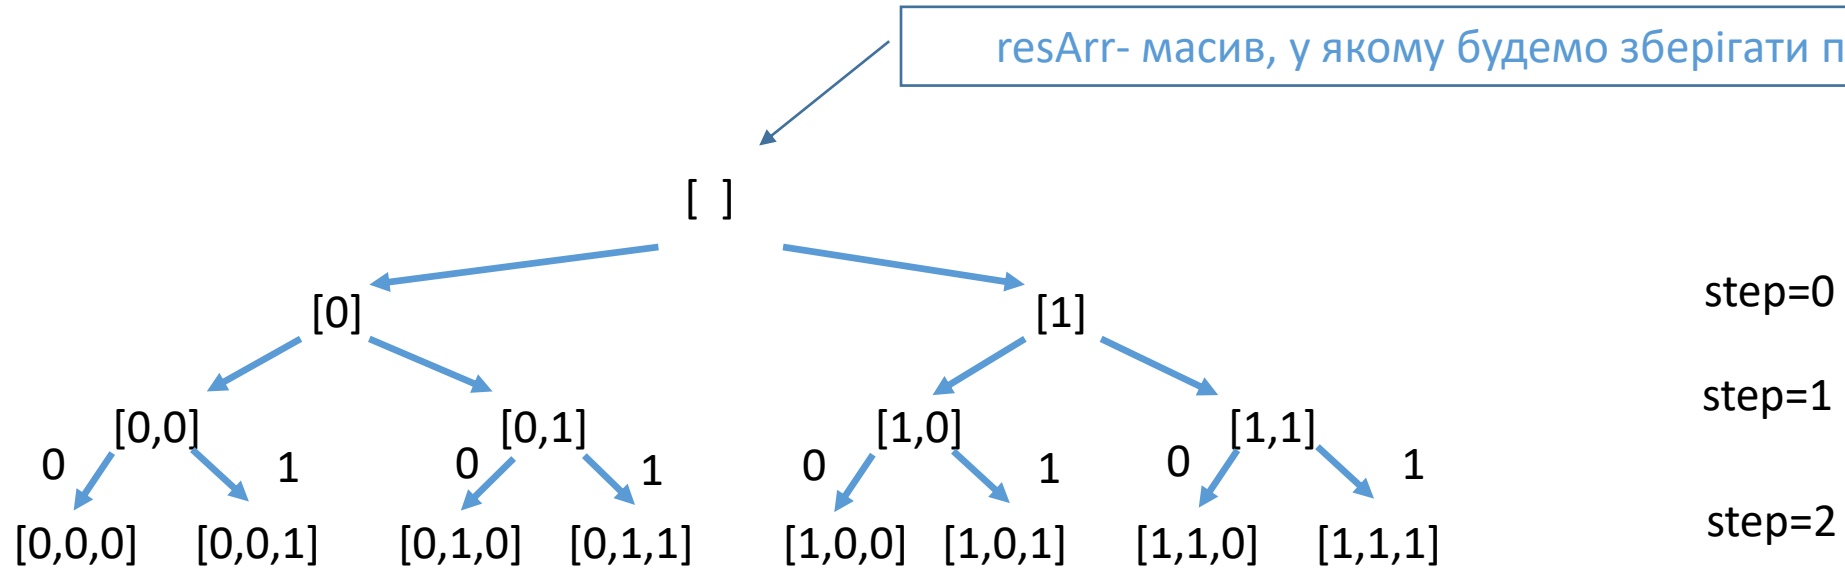 resArr- масив, у якому будемо зберігати
[ ]
[0] [1] step=0
[0,0] [0,1] [1,0] [1,1] step=1
0 1 0 1 0 1 0 1
[0,0,0] [0,0,1] [0,1,0] [0,1,1] [1,0,0] [1,0,1] [1,1,0] [1,1,1] step=2